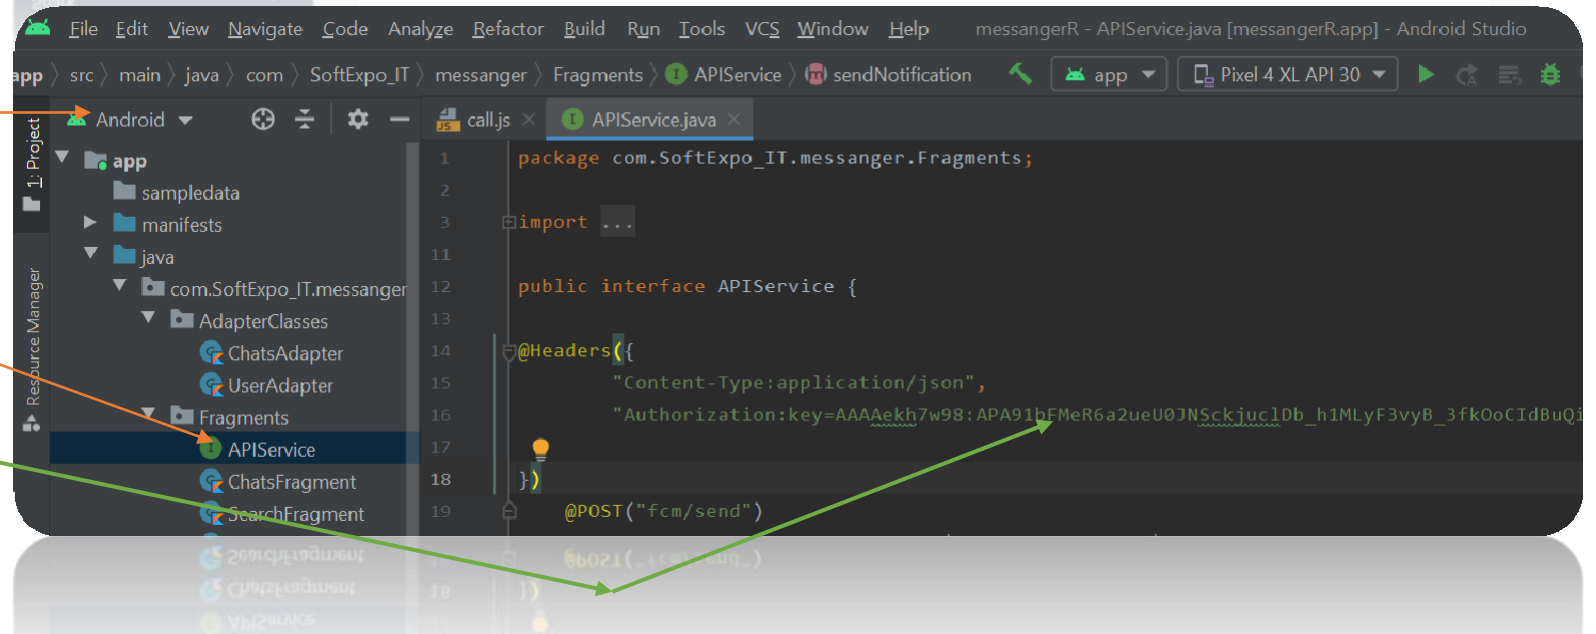 File Edit View Navigate Code Analyze Refactor Build Run Tools VCS Window Help messangerR - APIService.java [messangerR.app] - Android Studio
app src main java com SoftExpo_IT messanger Fragments APIService sendNotification app Pixel 4 XL API 30
1: Project
Resource Manager
Android
app
sampledata
manifests
java
com.SoftExpo_IT.messanger
AdapterClasses
ChatsAdapter
UserAdapter
Fragments
APIService
ChatsFragment
SearchFragment
call.js APIService.java
1 package com.SoftExpo_IT.messanger.Fragments;
2
3 import ...
11
12 public interface APIService {
13
14 @Headers({
15 "Content-Type:application/json",
16 "Authorization:key=AAAAekh7w98:APA91bFMeR6a2ueU0JNSckjuclDb_h1MLyF3vyB_3fkOoCIdBuQi
17
18 })
19 @POST("fcm/send")